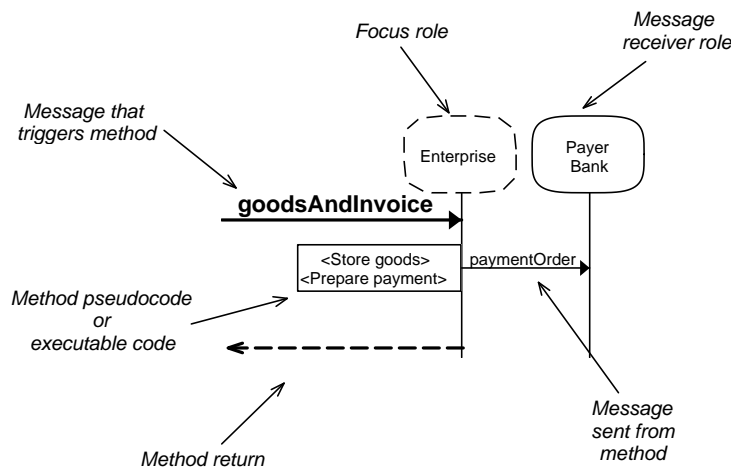 Focus role
Message
receiver role
Message that
triggers method
Enterprise
Payer
Bank
goodsAndInvoice
<Store goods>
<Prepare payment>
paymentOrder
Method pseudocode
or
executable code
Message
sent from
method
Method return